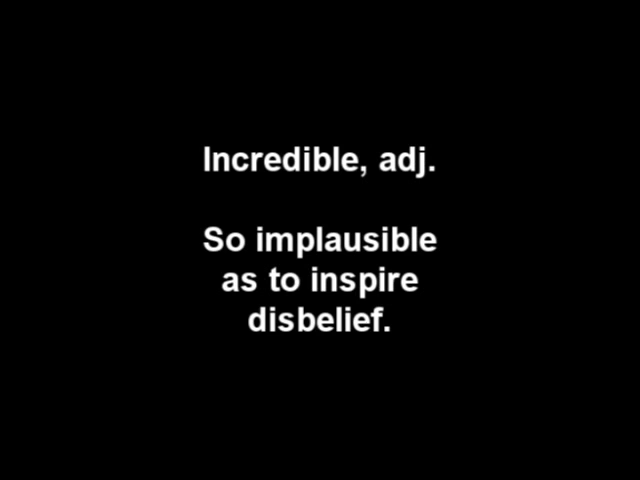 Incredible, adj.
So implausible
as to inspire
disbelief.